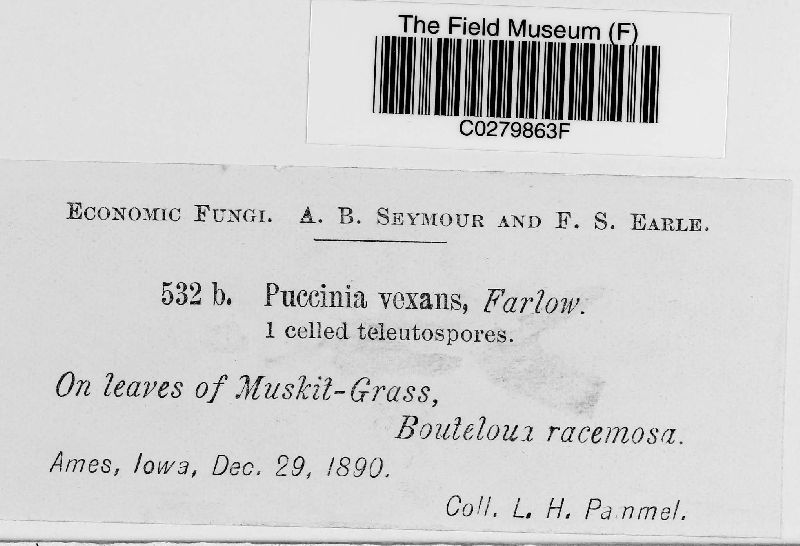 The Field Museum (F)
C0279863F
Economic Fungi. A. B. Seymour and F. S. Earle.
532 b. Puccinia vexans, Farlow.
1 celled teleutospores.
On leaves of Muskit-Grass,
Bouteloua racemosa.
Ames, Iowa, Dec. 29, 1890.
Coll. L. H. Pammel.